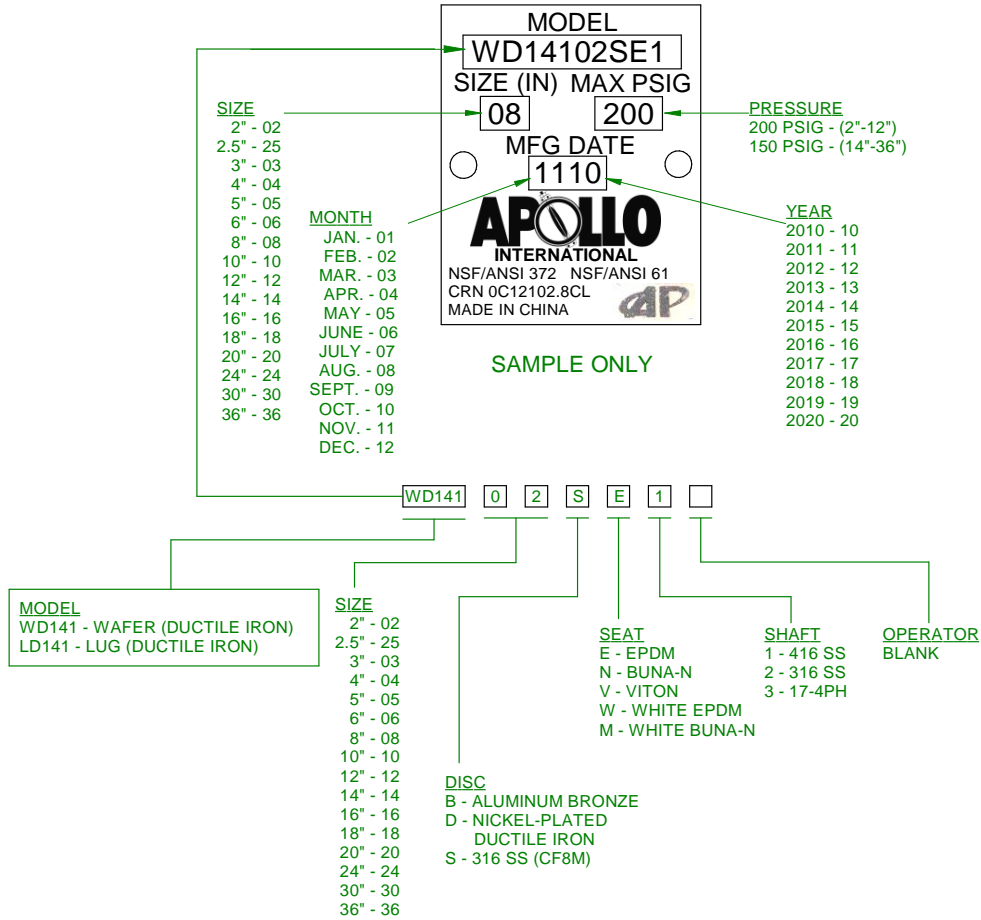 MODEL
WD14102SE1
SIZE (IN) MAX PSIG
08 200
MFG DATE
1110
APOLLO
INTERNATIONAL
NSF/ANSI 372 NSF/ANSI 61
CRN 0C12102.8CL
MADE IN CHINA
AP
SAMPLE ONLY
SIZE
2" - 02
2.5" - 25
3" - 03
4" - 04
5" - 05
6" - 06
8" - 08
10" - 10
12" - 12
14" - 14
16" - 16
18" - 18
20" - 20
24" - 24
30" - 30
36" - 36
MONTH
JAN. - 01
FEB. - 02
MAR. - 03
APR. - 04
MAY - 05
JUNE - 06
JULY - 07
AUG. - 08
SEPT. - 09
OCT. - 10
NOV. - 11
DEC. - 12
PRESSURE
200 PSIG - (2"-12")
150 PSIG - (14"-36")
YEAR
2010 - 10
2011 - 11
2012 - 12
2013 - 13
2014 - 14
2015 - 15
2016 - 16
2017 - 17
2018 - 18
2019 - 19
2020 - 20
WD141 0 2 S E 1
MODEL
WD141 - WAFER (DUCTILE IRON)
LD141 - LUG (DUCTILE IRON)
SIZE
2" - 02
2.5" - 25
3" - 03
4" - 04
5" - 05
6" - 06
8" - 08
10" - 10
12" - 12
14" - 14
16" - 16
18" - 18
20" - 20
24" - 24
30" - 30
36" - 36
DISC
B - ALUMINUM BRONZE
D - NICKEL-PLATED
DUCTILE IRON
S - 316 SS (CF8M)
SEAT
E - EPDM
N - BUNA-N
V - VITON
W - WHITE EPDM
M - WHITE BUNA-N
SHAFT
1 - 416 SS
2 - 316 SS
3 - 17-4PH
OPERATOR
BLANK